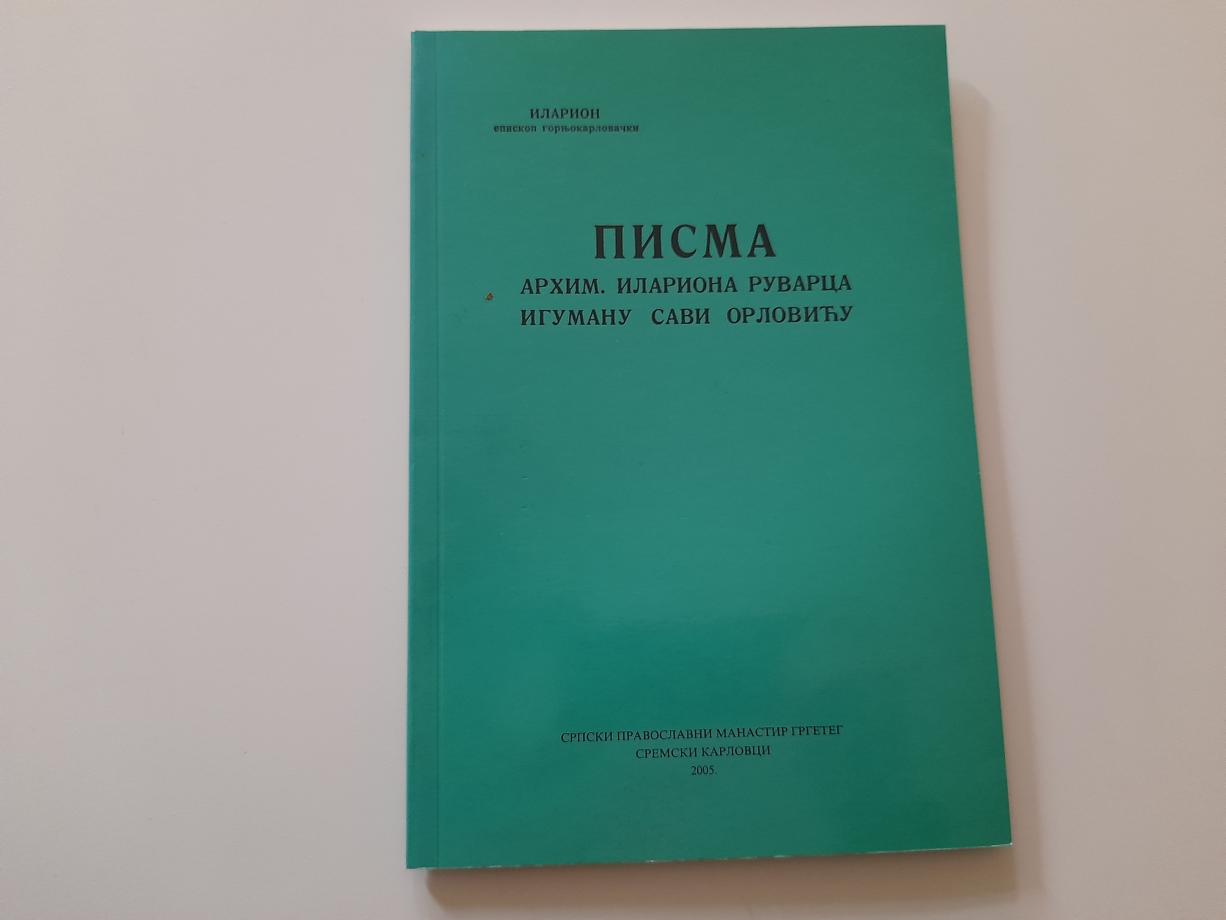 ИЛАРИОН
епископ горњокарловачки
ПИСМА
АРХИМ. ИЛАРИОНА РУВАРЦА
ИГУМАНУ САВИ ОРЛОВИЋУ
СРПСКИ ПРАВОСЛАВНИ МАНАСТИР ГРГЕТЕГ
СРЕМСКИ КАРЛОВЦИ
2005.